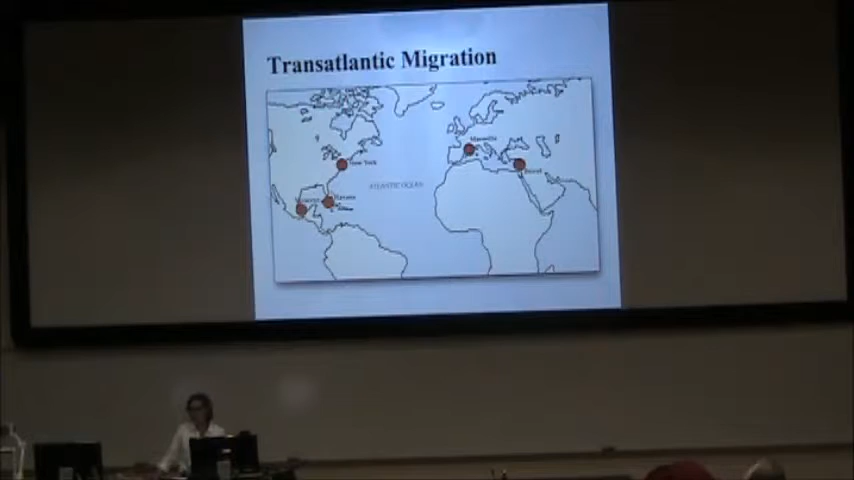 Transatlantic Migration
Marseille
New York
Beirut
ATLANTIC OCEAN
Havana